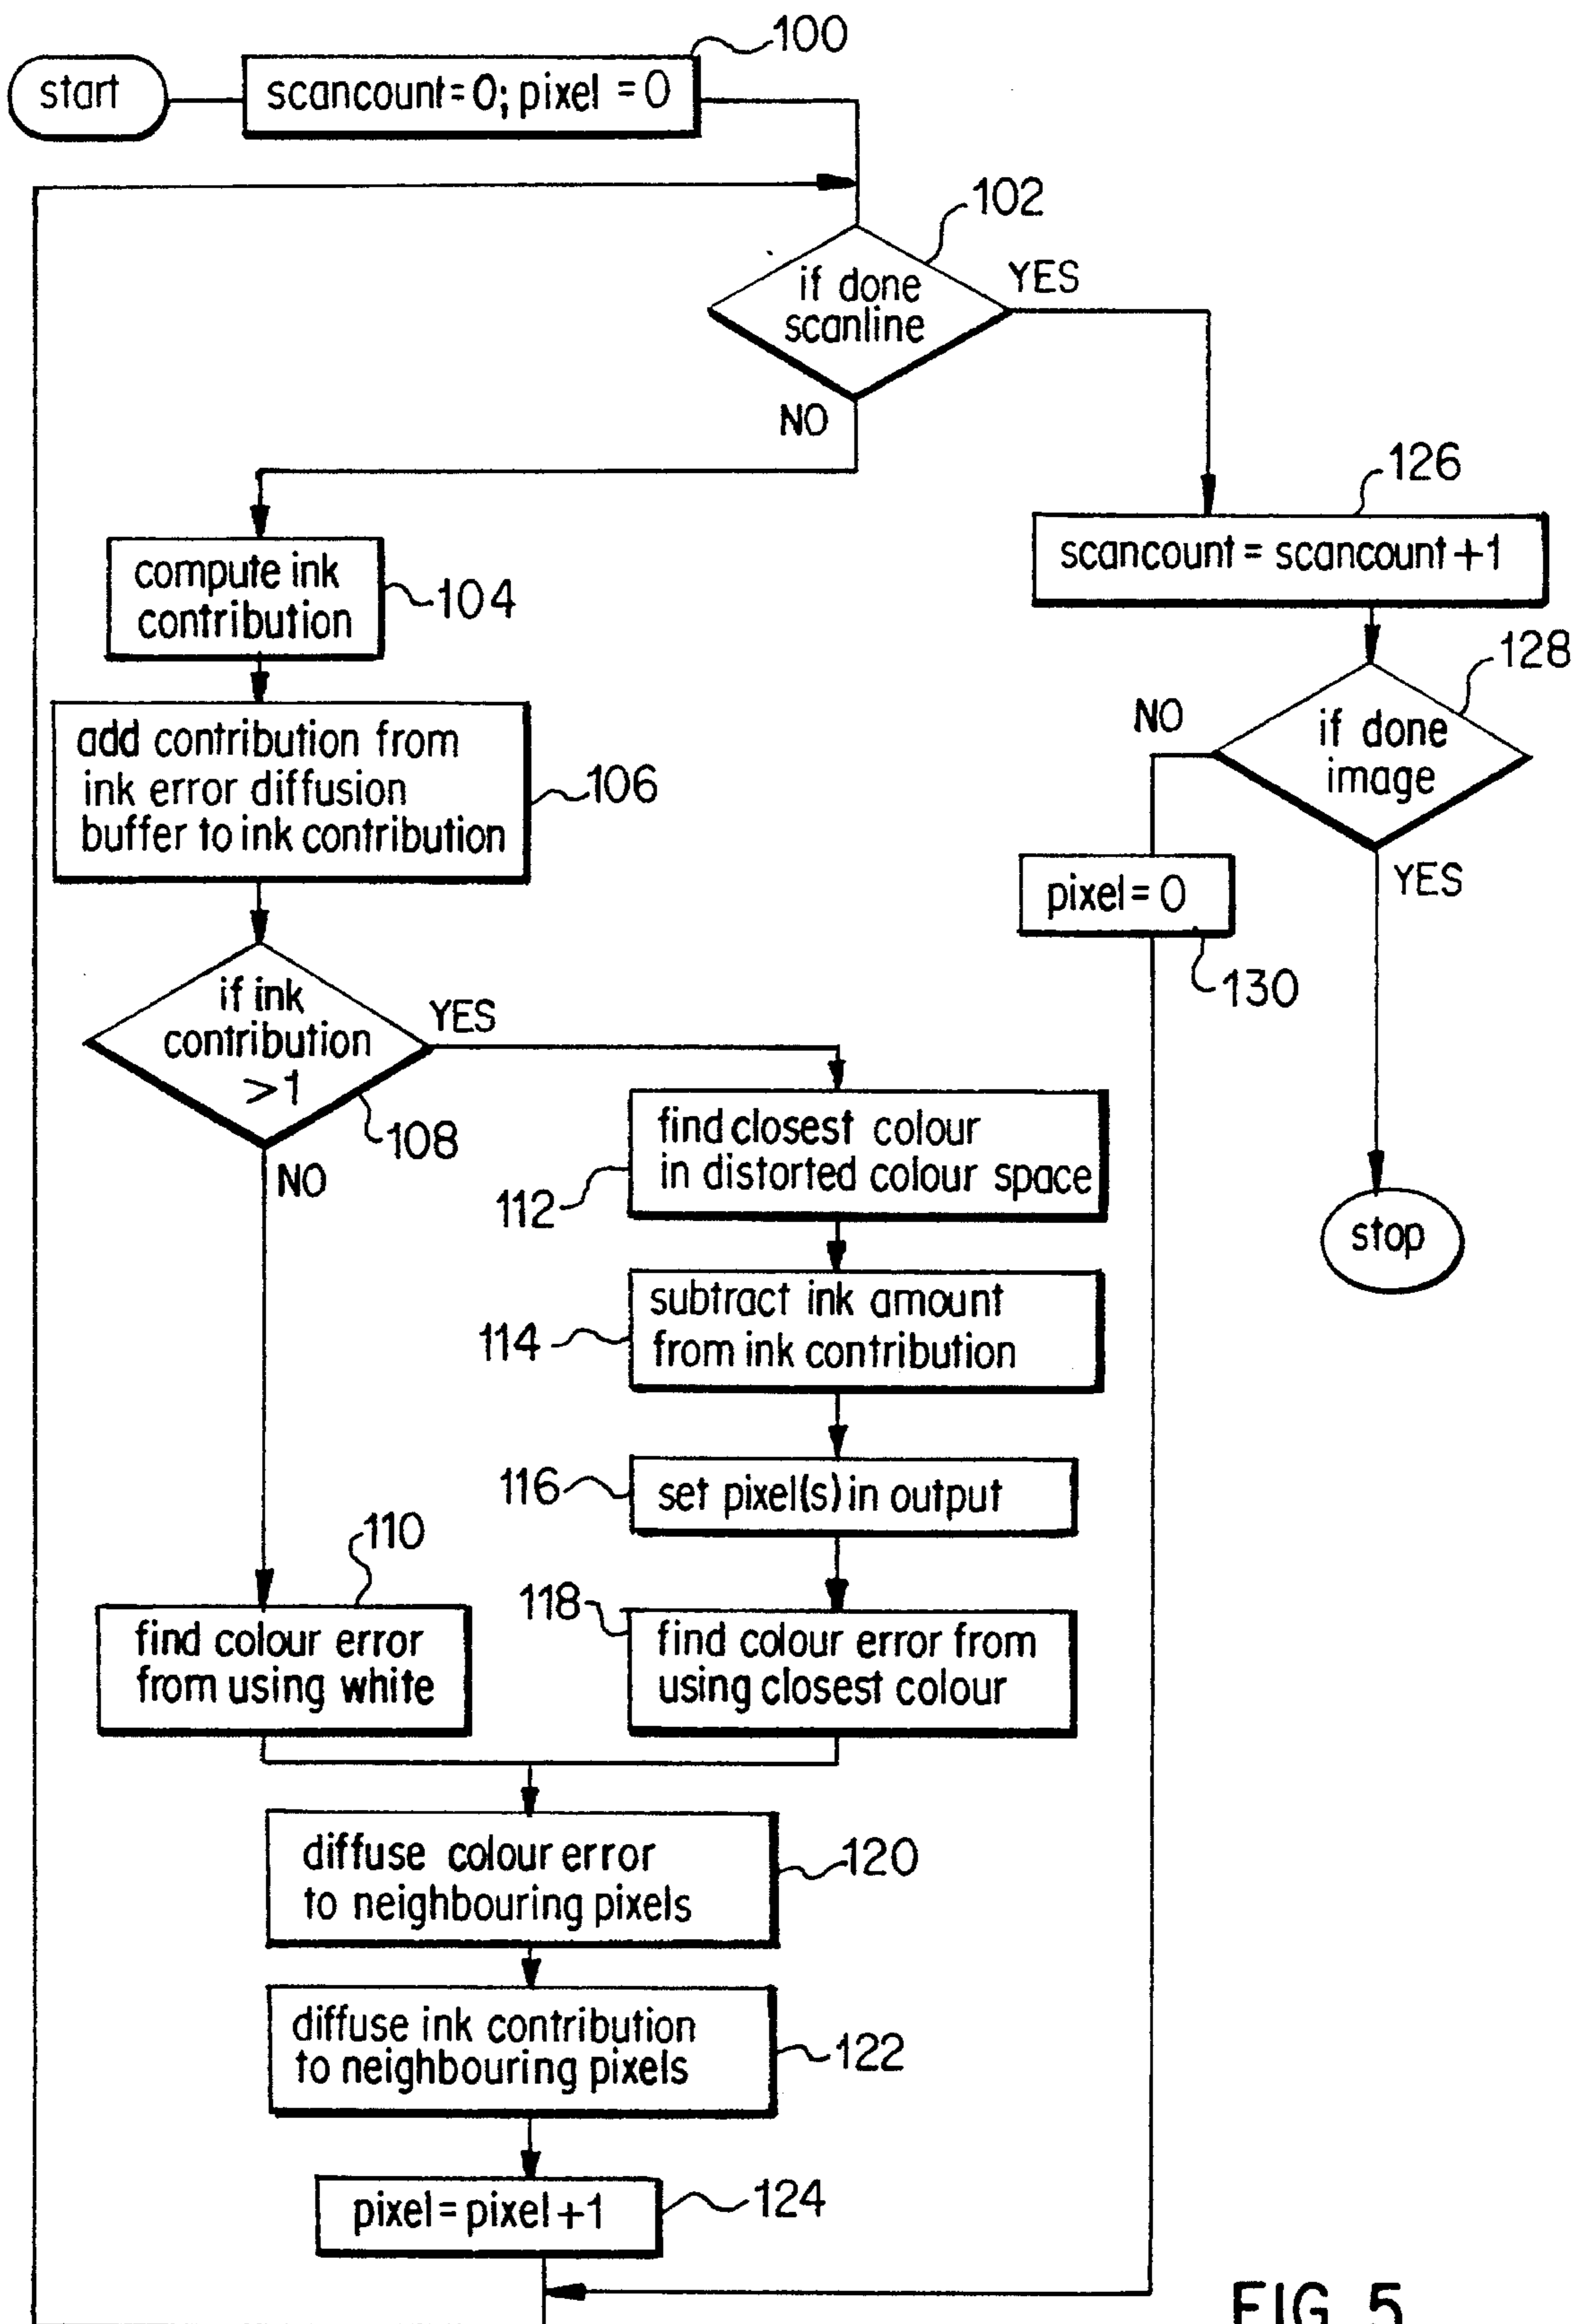 100
start
scancount=0; pixel = 0
102
if done
scanline
YES
NO
126
scancount = scancount+1
compute ink
contribution
104
128
if done
image
NO
YES
add contribution from
ink error diffusion
buffer to ink contribution
106
pixel=0
130
if ink
contribution
>1
YES
108
NO
find closest colour
in distorted colour space
112
stop
subtract ink amount
from ink contribution
114
116
set pixel(s) in output
110
find colour error
from using white
118
find colour error from
using closest colour
diffuse colour error
to neighbouring pixels
120
diffuse ink contribution
to neighbouring pixels
122
pixel=pixel+1
124
FIG. 5